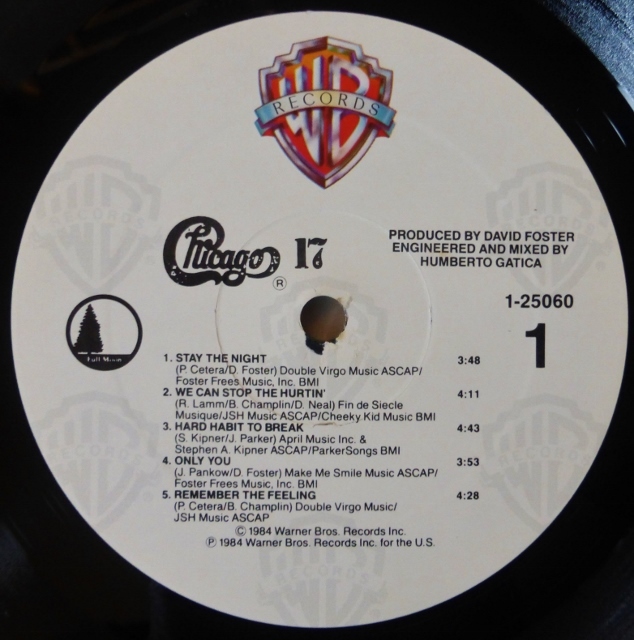 WB
RECORDS
Chicago 17
®
PRODUCED BY DAVID FOSTER
ENGINEERED AND MIXED BY
HUMBERTO GATICA
1-25060
1
Full Moon
1. STAY THE NIGHT 3:48
(P. Cetera/D. Foster) Double Virgo Music ASCAP/
Foster Frees Music, Inc. BMI
2. WE CAN STOP THE HURTIN' 4:11
(R. Lamm/B. Champlin/D. Neal) Fin de Siecle
Musique/JSH Music ASCAP/Cheeky Kid Music BMI
3. HARD HABIT TO BREAK 4:43
(S. Kipner/J. Parker) April Music Inc. &
Stephen A. Kipner ASCAP/ParkerSongs BMI
4. ONLY YOU 3:53
(J. Pankow/D. Foster) Make Me Smile Music ASCAP/
Foster Frees Music, Inc. BMI
5. REMEMBER THE FEELING 4:28
(P. Cetera/B. Champlin) Double Virgo Music/
JSH Music ASCAP
© 1984 Warner Bros. Records Inc.
℗ 1984 Warner Bros. Records Inc. for the U.S.